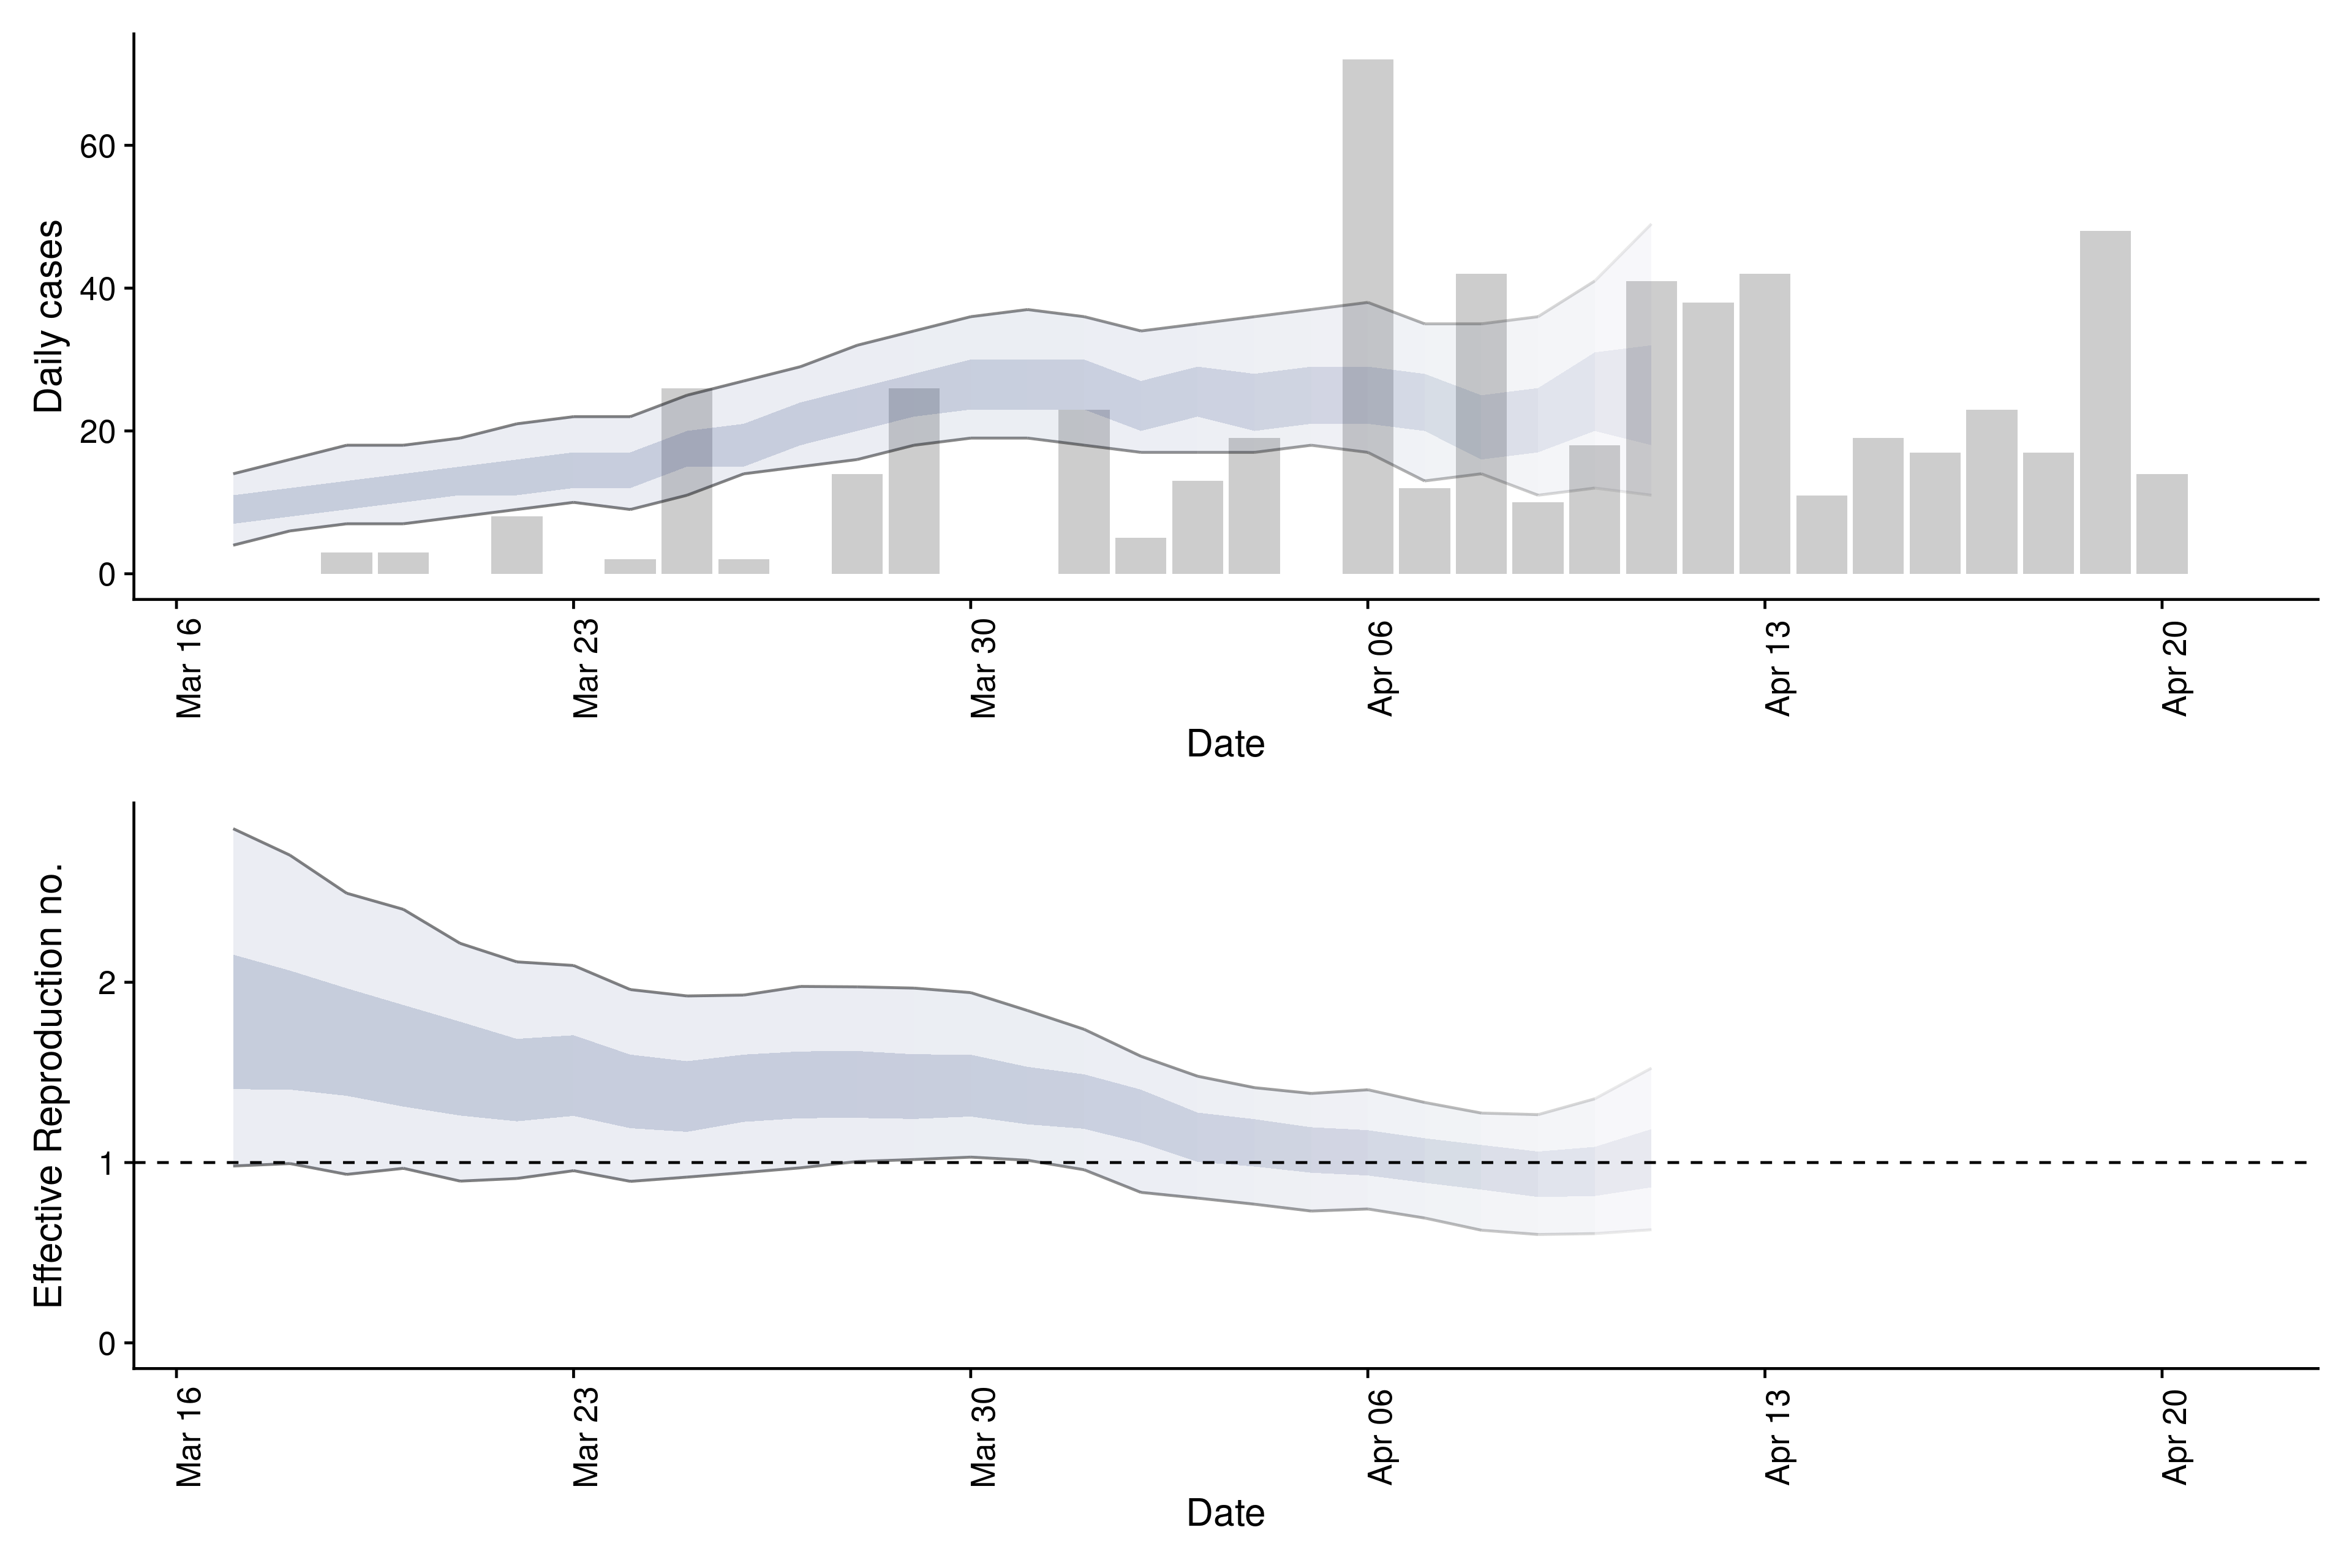 Daily cases
60
40
20
0
Mar 16
Mar 23
Mar 30
Apr 06
Apr 13
Apr 20
Date
Effective Reproduction no.
2
1
0
Mar 16
Mar 23
Mar 30
Apr 06
Apr 13
Apr 20
Date